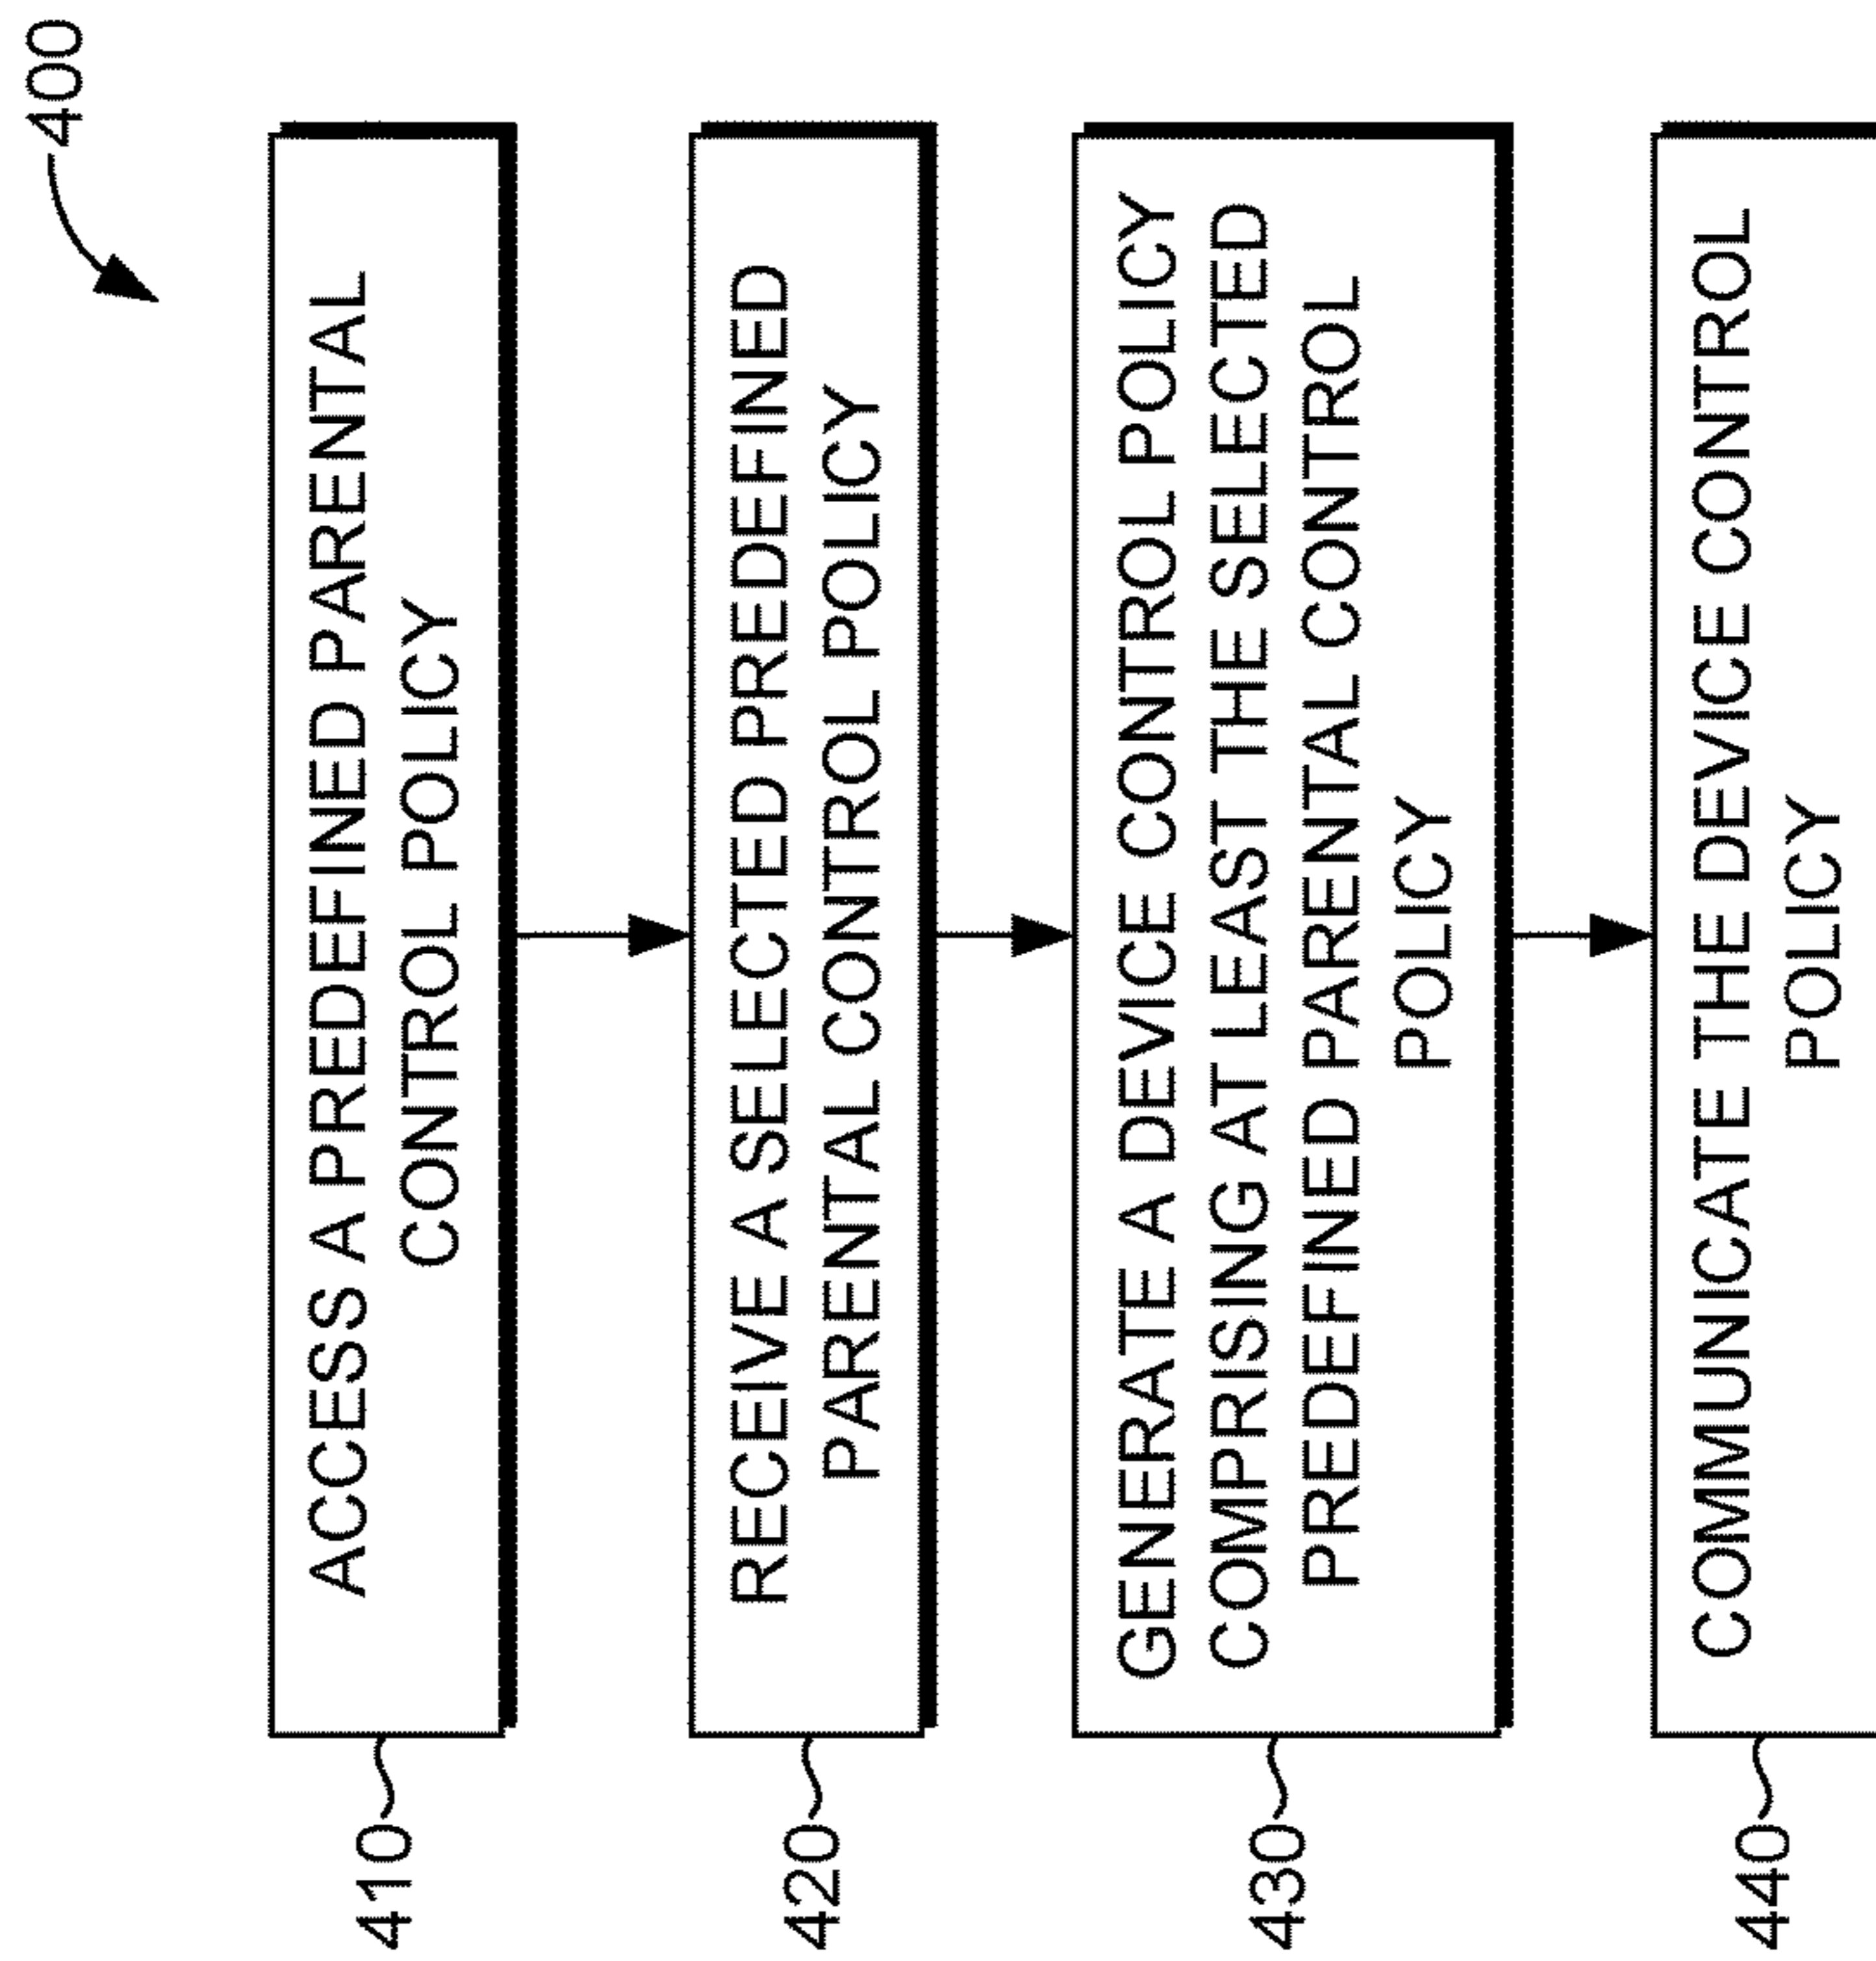 400
410
ACCESS A PREDEFINED PARENTAL
CONTROL POLICY
420
RECEIVE A SELECTED PREDEFINED
PARENTAL CONTROL POLICY
430
GENERATE A DEVICE CONTROL POLICY
COMPRISING AT LEAST THE SELECTED
PREDEFINED PARENTAL CONTROL
POLICY
440
COMMUNICATE THE DEVICE CONTROL
POLICY